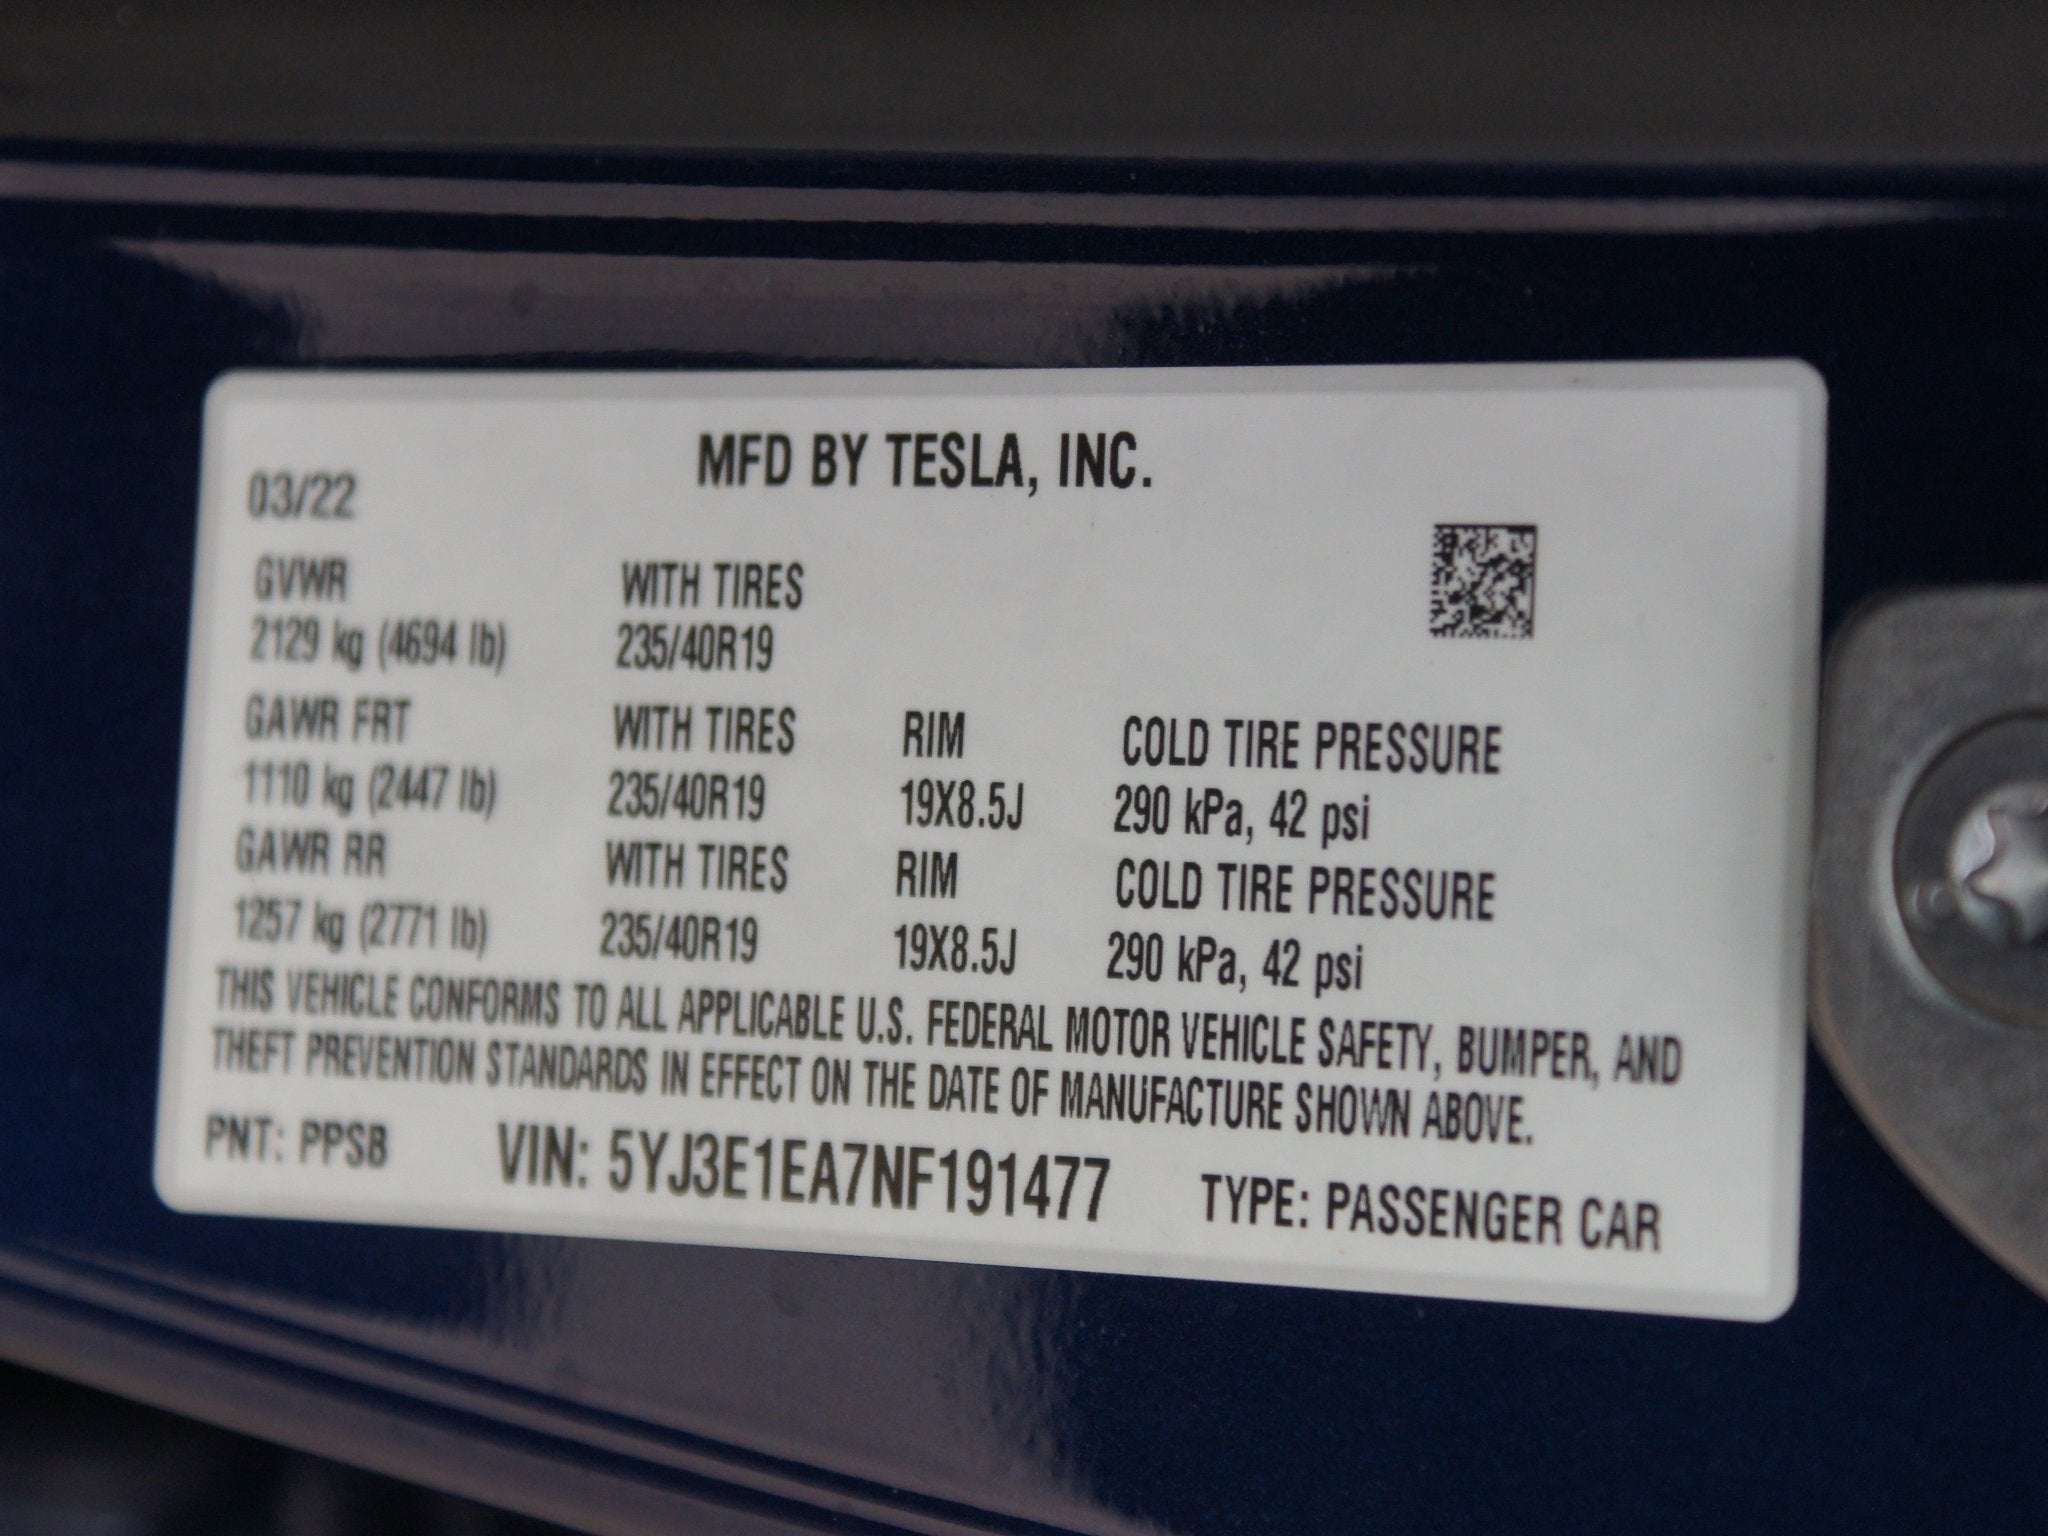 MFD BY TESLA, INC.
03/22
GVWR WITH TIRES
2129 kg (4694 lb) 235/40R19
GAWR FRT WITH TIRES RIM COLD TIRE PRESSURE
1110 kg (2447 lb) 235/40R19 19X8.5J 290 kPa, 42 psi
GAWR RR WITH TIRES RIM COLD TIRE PRESSURE
1257 kg (2771 lb) 235/40R19 19X8.5J 290 kPa, 42 psi
THIS VEHICLE CONFORMS TO ALL APPLICABLE U.S. FEDERAL MOTOR VEHICLE SAFETY, BUMPER, AND
THEFT PREVENTION STANDARDS IN EFFECT ON THE DATE OF MANUFACTURE SHOWN ABOVE.
PNT: PPSB VIN: 5YJ3E1EA7NF191477 TYPE: PASSENGER CAR